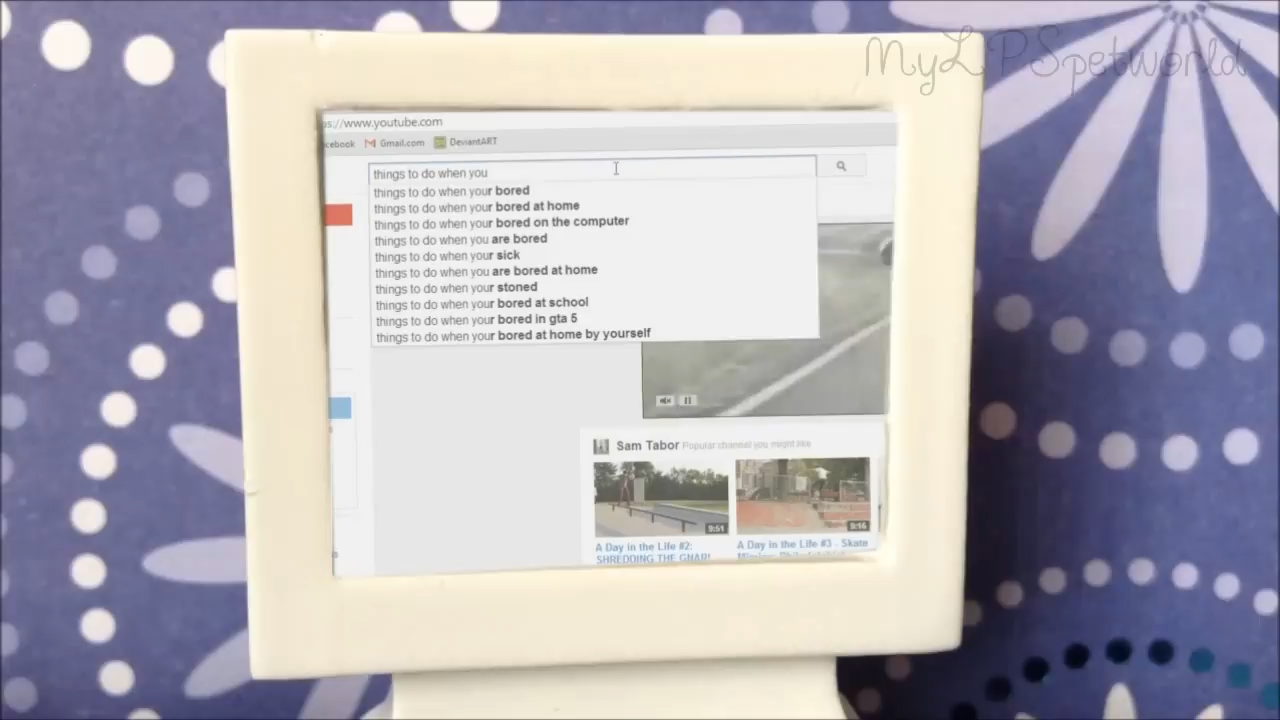 MyLPSpetworld
s://www.youtube.com
cebook Gmail.com DeviantART
things to do when you
things to do when your bored
things to do when your bored at home
things to do when your bored on the computer
things to do when you are bored
things to do when your sick
things to do when you are bored at home
things to do when your stoned
things to do when your bored at school
things to do when your bored in gta 5
things to do when your bored at home by yourself
Sam Tabor Popular channel you might like
9:51
9:16
A Day in the Life #2:
SHREDDING THE GNAR!
A Day in the Life #3 - Skate